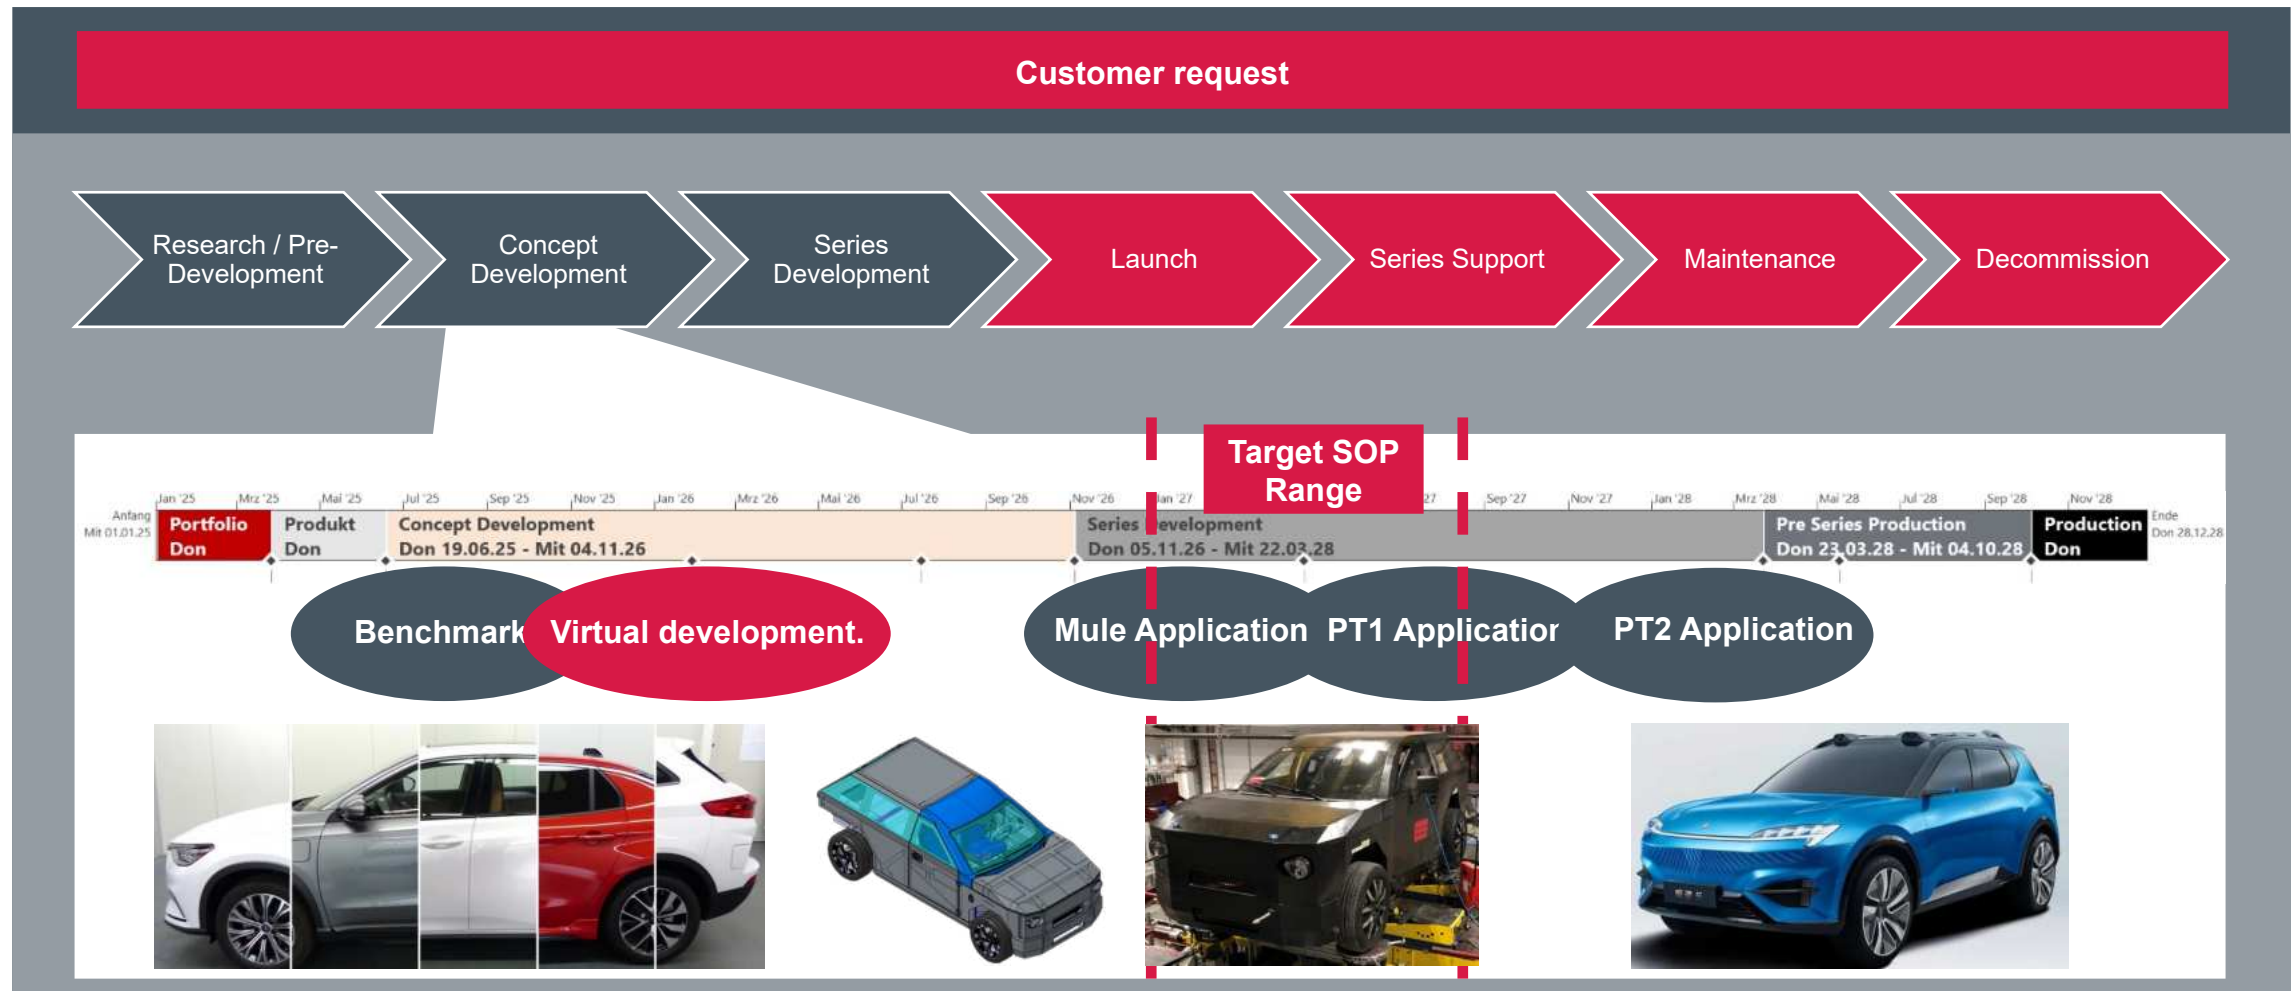 Customer request
Research / Pre-
Development
Concept
Development
Series
Development
Launch
Series Support
Maintenance
Decommission
Target SOP
Range
Jan '25 Mrz '25 Mai '25 Jul '25 Sep '25 Nov '25 Jan '26 Mrz '26 Mai '26 Jul '26 Sep '26 Nov '26 Jan '27 27 Sep '27 Nov '27 Jan '28 Mrz '28 Mai '28 Jul '28 Sep '28 Nov '28
Anfang
Mit 01.01.25
Portfolio
Don
Produkt
Don
Concept Development
Don 19.06.25 - Mit 04.11.26
Series Development
Don 05.11.26 - Mit 22.03.28
Pre Series Production
Don 23.03.28 - Mit 04.10.28
Production
Don
Ende
Don 28.12.28
Benchmark
Virtual development.
Mule Application
PT1 Application
PT2 Application